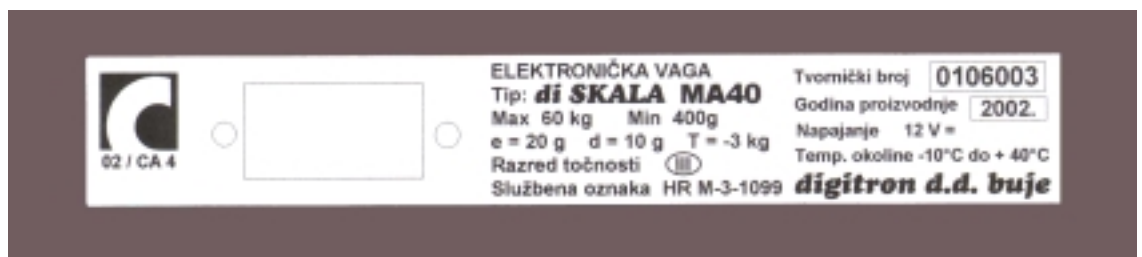 02 / CA 4
ELEKTRONIČKA VAGA
Tip: di SKALA MA40
Max 60 kg Min 400g
e = 20 g d = 10 g T = -3 kg
Razred točnosti III
Službena oznaka HR M-3-1099
Tvornički broj 0106003
Godina proizvodnje 2002.
Napajanje 12 V =
Temp. okoline -10°C do + 40°C
digitron d.d. buje